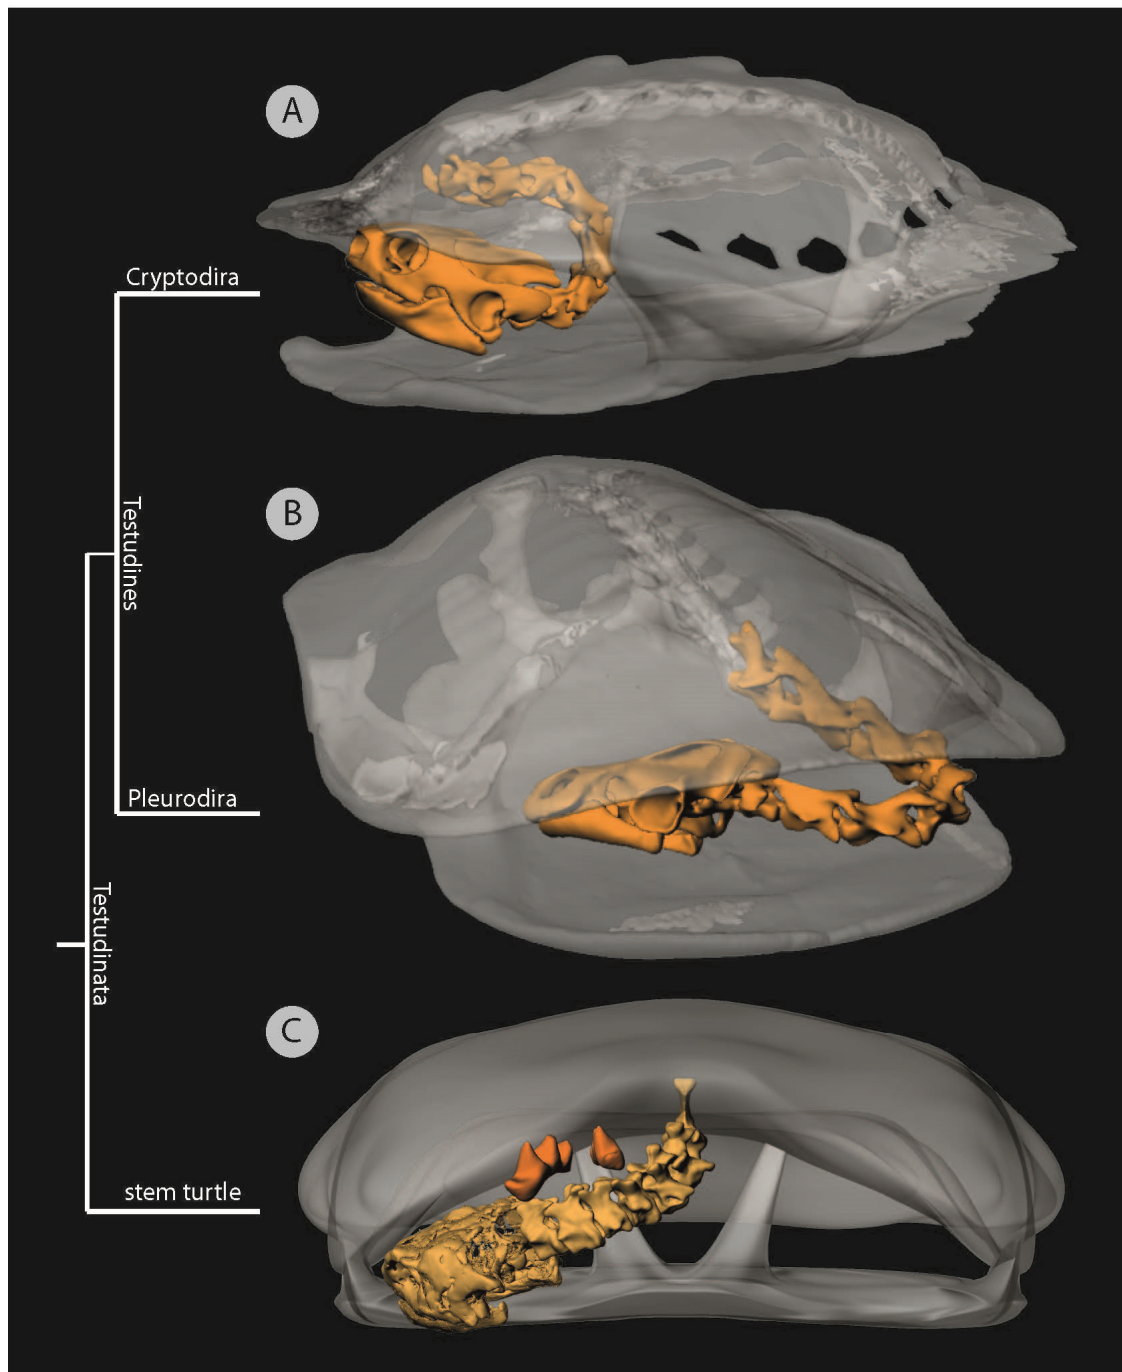 A
Cryptodira
Testudines
B
Pleurodira
Testudinata
C
stem turtle